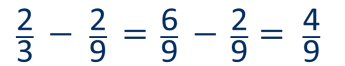 2/3 − 2/9 = 6/9 − 2/9 = 4/9